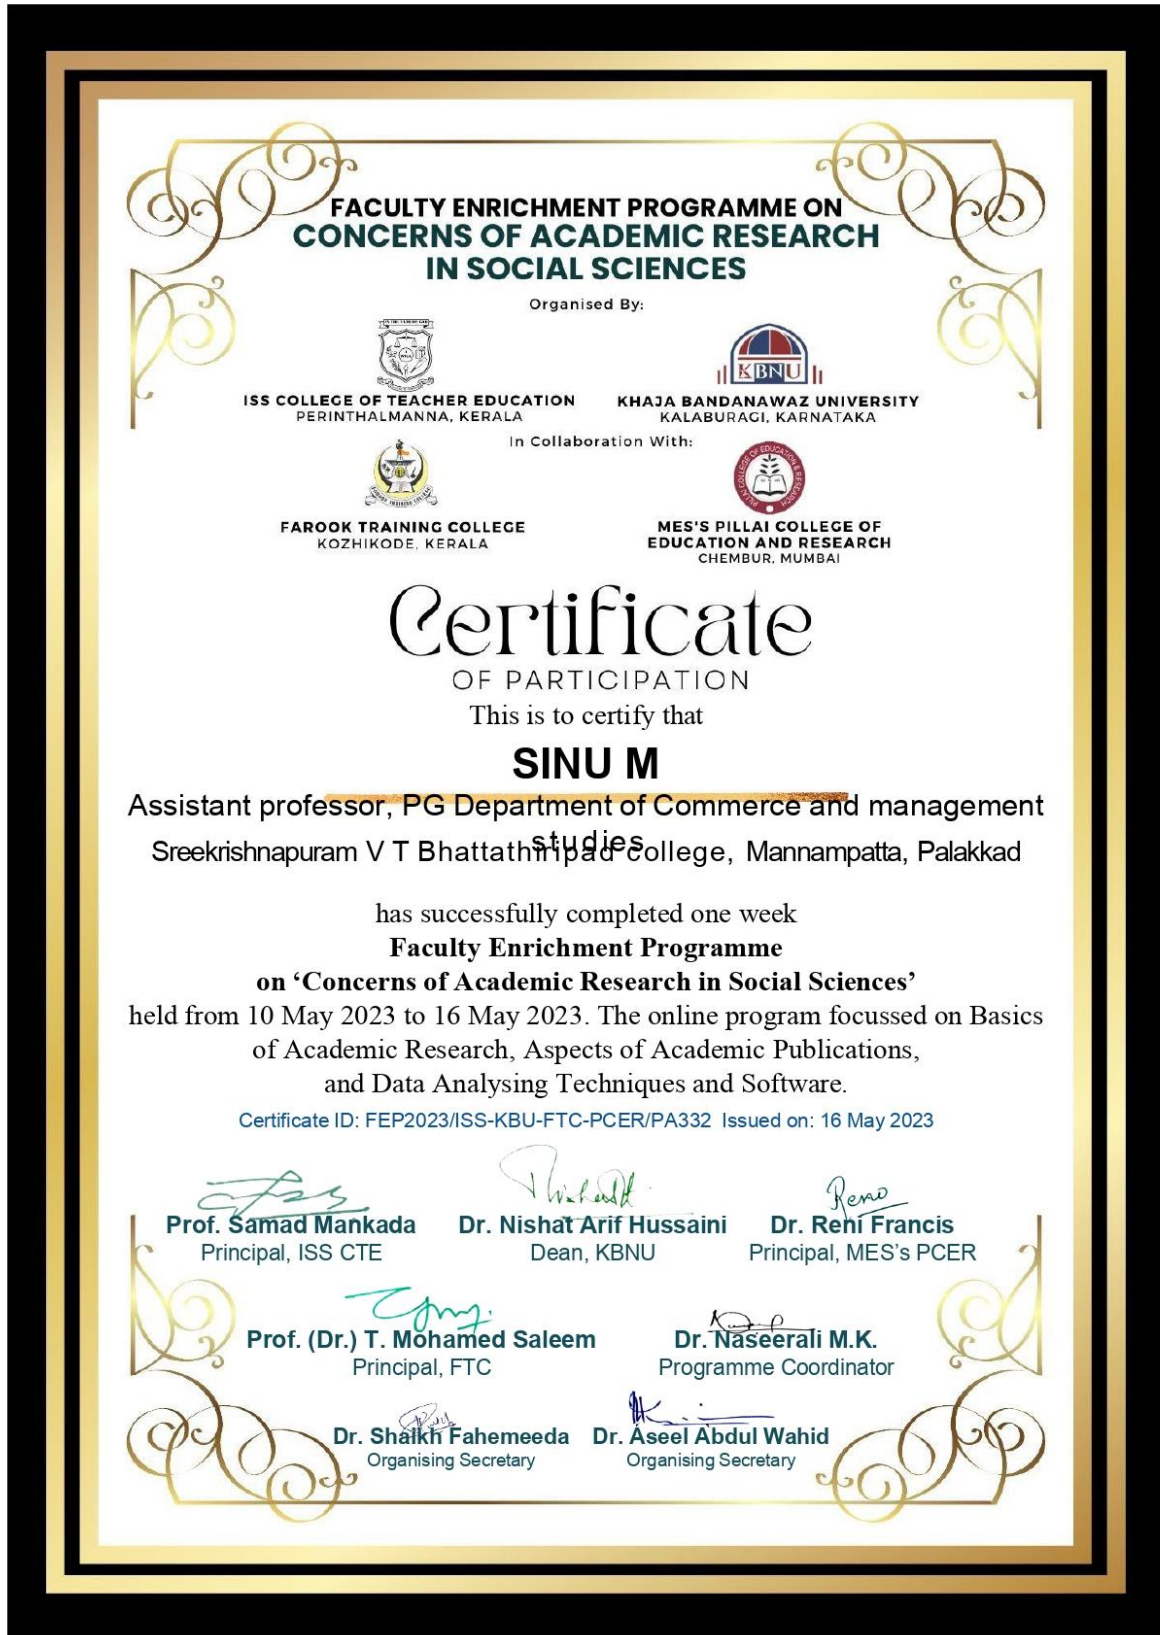 FACULTY ENRICHMENT PROGRAMME ON
CONCERNS OF ACADEMIC RESEARCH
IN SOCIAL SCIENCES
Organised By:
KBNU
ISS COLLEGE OF TEACHER EDUCATION
PERINTHALMANNA, KERALA
KHAJA BANDANAWAZ UNIVERSITY
KALABURAGI, KARNATAKA
In Collaboration With:
PILLAI COLLEGE OF EDUCATION & RESEARCH
FAROOK TRAINING COLLEGE
KOZHIKODE, KERALA
MES'S PILLAI COLLEGE OF
EDUCATION AND RESEARCH
CHEMBUR, MUMBAI
Certificate
OF PARTICIPATION
This is to certify that
SINU M
Assistant professor, PG Department of Commerce and management
studies
Sreekrishnapuram V T Bhattathiripad college, Mannampatta, Palakkad
has successfully completed one week
Faculty Enrichment Programme
on ‘Concerns of Academic Research in Social Sciences’
held from 10 May 2023 to 16 May 2023. The online program focussed on Basics
of Academic Research, Aspects of Academic Publications,
and Data Analysing Techniques and Software.
Certificate ID: FEP2023/ISS-KBU-FTC-PCER/PA332 Issued on: 16 May 2023
Prof. Samad Mankada
Principal, ISS CTE
Dr. Nishat Arif Hussaini
Dean, KBNU
Reno
Dr. Reni Francis
Principal, MES’s PCER
Prof. (Dr.) T. Mohamed Saleem
Principal, FTC
Dr. Naseerali M.K.
Programme Coordinator
Dr. Shaikh Fahemeeda
Organising Secretary
Dr. Aseel Abdul Wahid
Organising Secretary